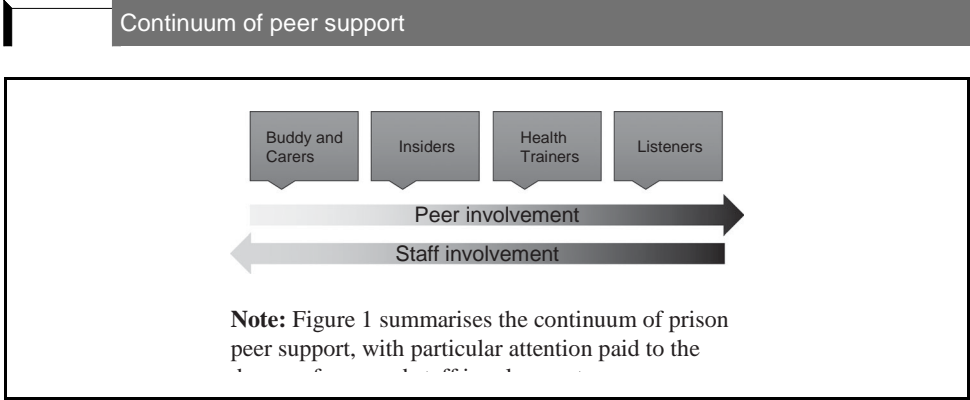 Continuum of peer support
Buddy and
Carers
Insiders
Health
Trainers
Listeners
Peer involvement
Staff involvement
Note: Figure 1 summarises the continuum of prison
peer support, with particular attention paid to the